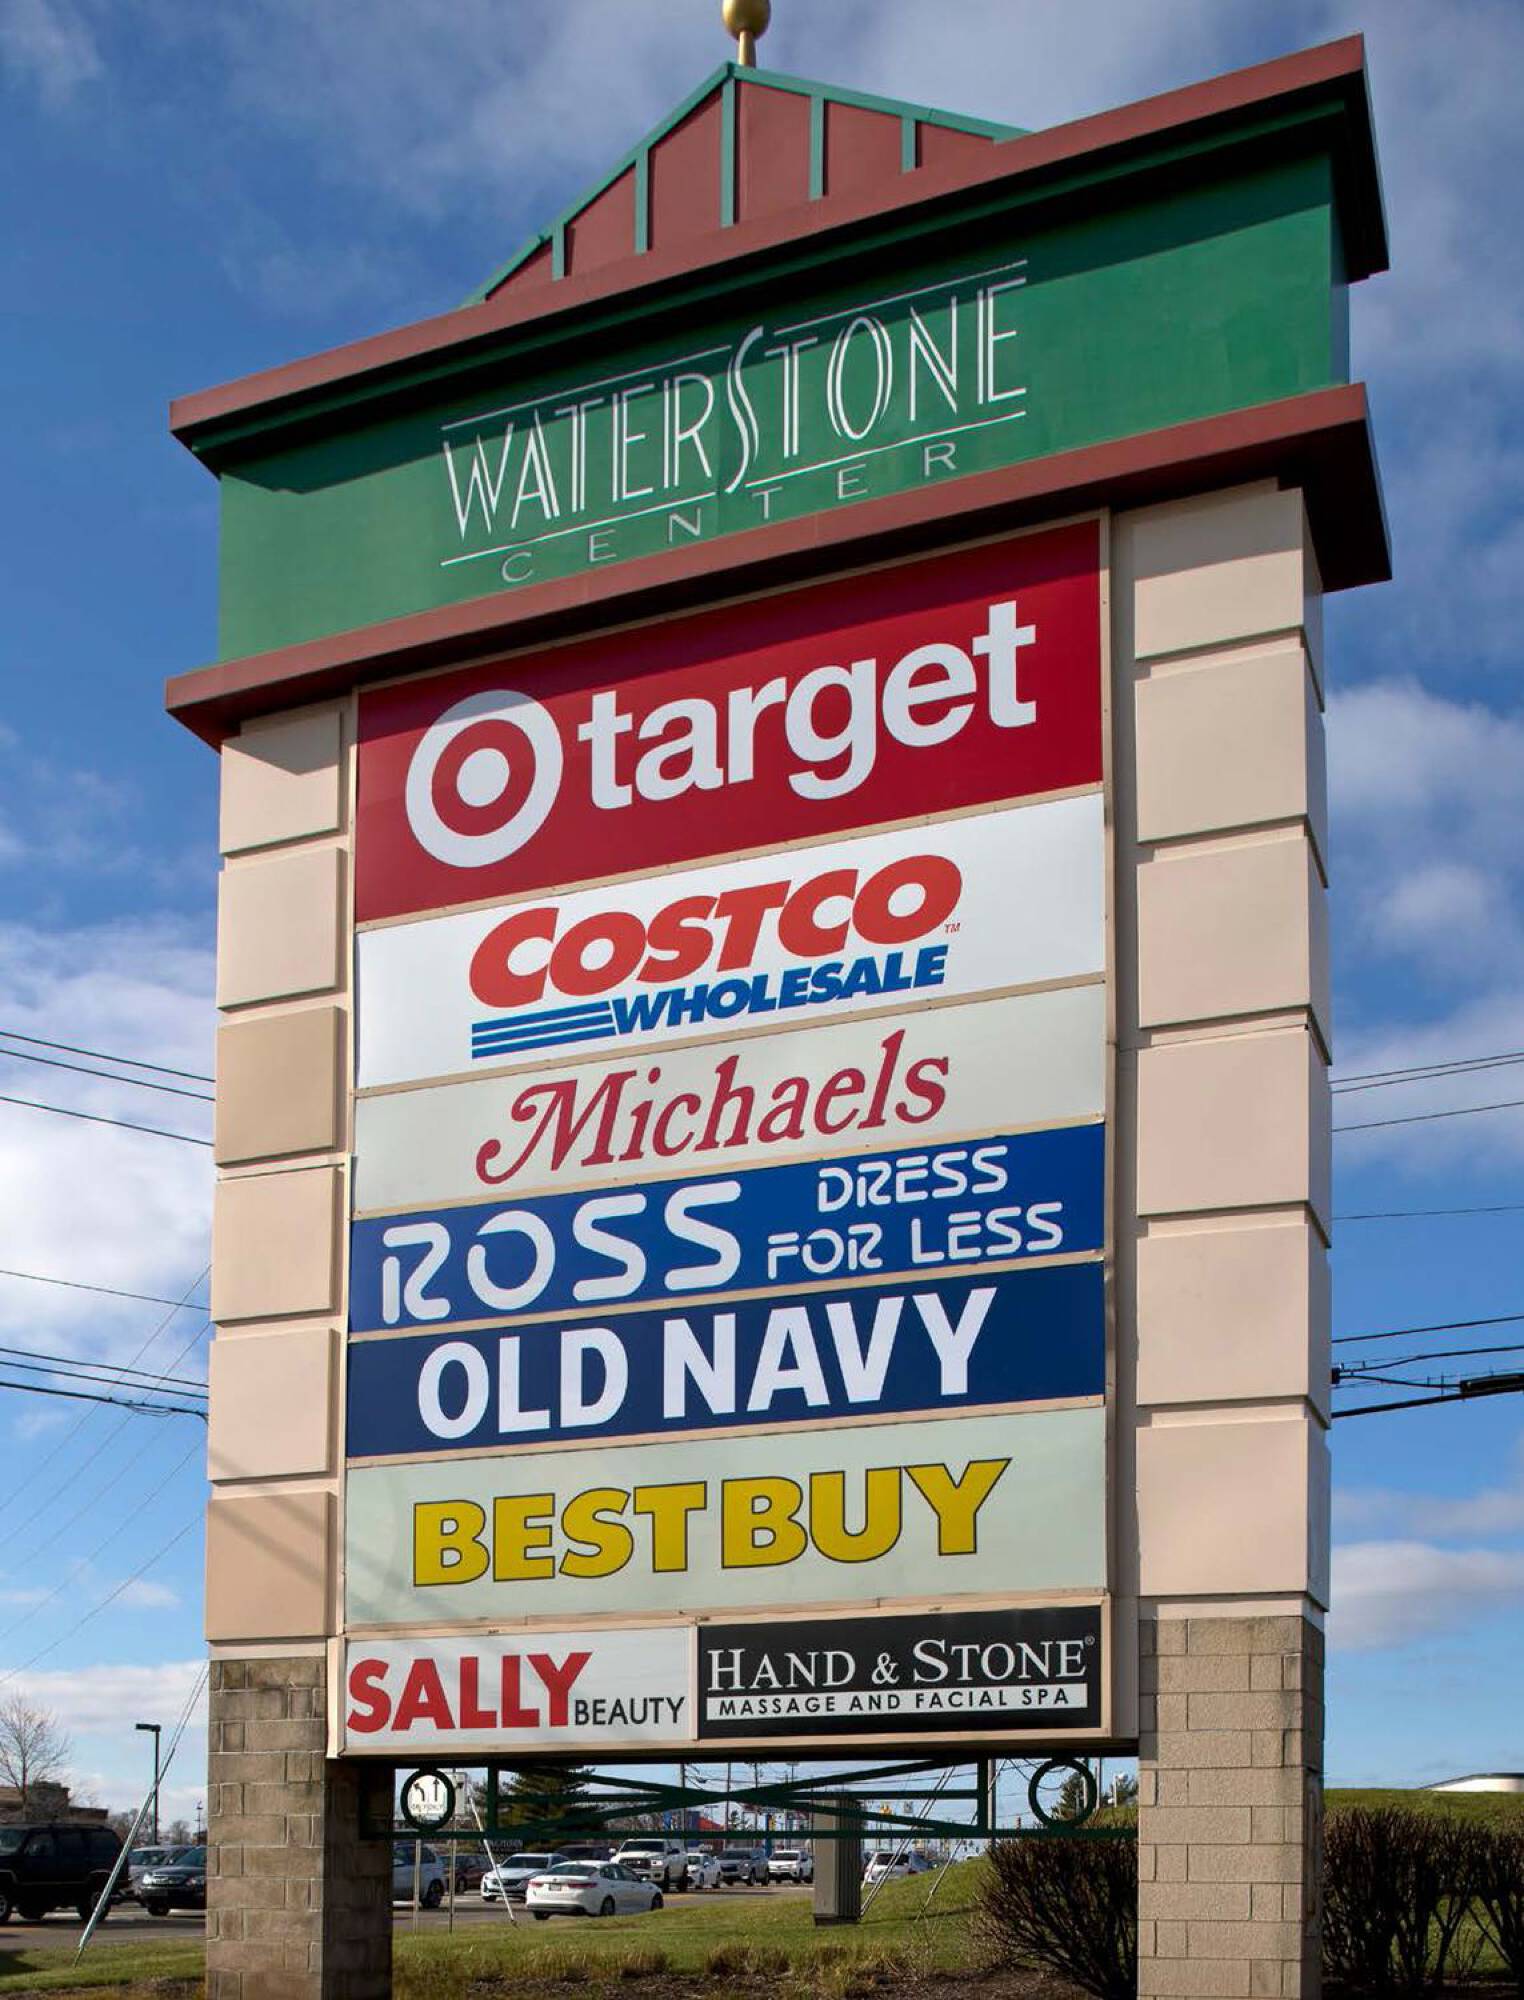 WATERSTONE
CENTER
target
COSTCO™
WHOLESALE
Michaels
ROSS DRESS
FOR LESS
OLD NAVY
BEST BUY
SALLY BEAUTY
HAND & STONE®
MASSAGE AND FACIAL SPA